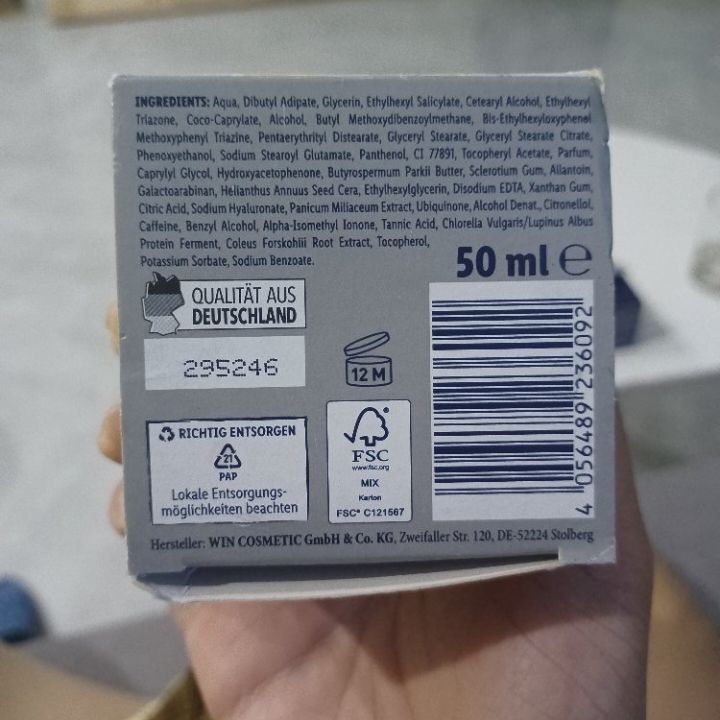 INGREDIENTS: Aqua, Dibutyl Adipate, Glycerin, Ethylhexyl Salicylate, Cetearyl Alcohol, Ethylhexyl
Triazone, Coco-Caprylate, Alcohol, Butyl Methoxydibenzoylmethane, Bis-Ethylhexyloxyphenol
Methoxyphenyl Triazine, Pentaerythrityl Distearate, Glyceryl Stearate, Glyceryl Stearate Citrate,
Phenoxyethanol, Sodium Stearoyl Glutamate, Panthenol, CI 77891, Tocopheryl Acetate, Parfum,
Caprylyl Glycol, Hydroxyacetophenone, Butyrospermum Parkii Butter, Sclerotium Gum, Allantoin,
Galactoarabinan, Helianthus Annuus Seed Cera, Ethylhexylglycerin, Disodium EDTA, Xanthan Gum,
Citric Acid, Sodium Hyaluronate, Panicum Miliaceum Extract, Ubiquinone, Alcohol Denat., Citronellol,
Caffeine, Benzyl Alcohol, Alpha-Isomethyl Ionone, Tannic Acid, Chlorella Vulgaris/Lupinus Albus
Protein Ferment, Coleus Forskohlii Root Extract, Tocopherol,
Potassium Sorbate, Sodium Benzoate.
50 ml ℮
QUALITÄT AUS
DEUTSCHLAND
295246
12 M
RICHTIG ENTSORGEN
21
PAP
Lokale Entsorgungs-
möglichkeiten beachten
FSC
www.fsc.org
MIX
Karton
FSC® C121567
4 056489 236092
Hersteller: WIN COSMETIC GmbH & Co. KG, Zweifaller Str. 120, DE-52224 Stolberg